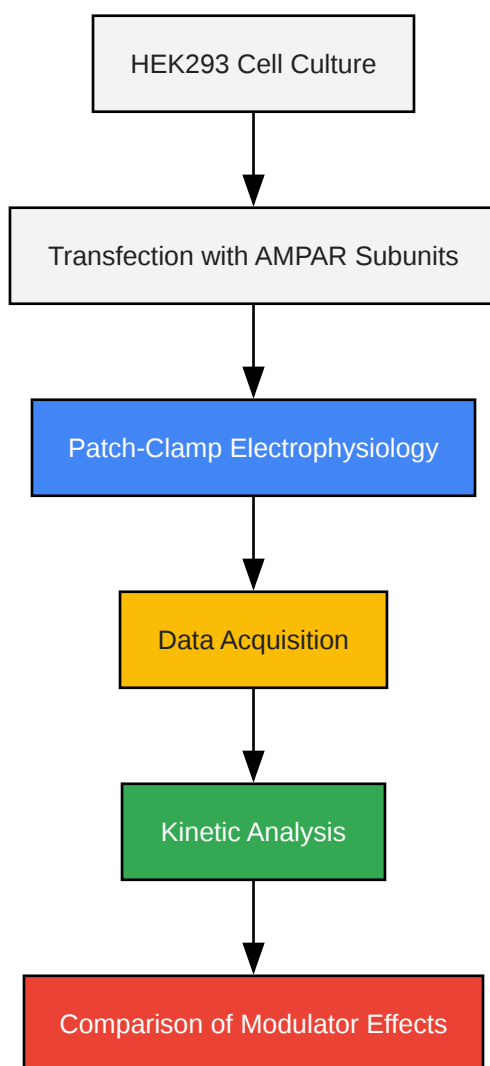 HEK293 Cell Culture
Transfection with AMPAR Subunits
Patch-Clamp Electrophysiology
Data Acquisition
Kinetic Analysis
Comparison of Modulator Effects